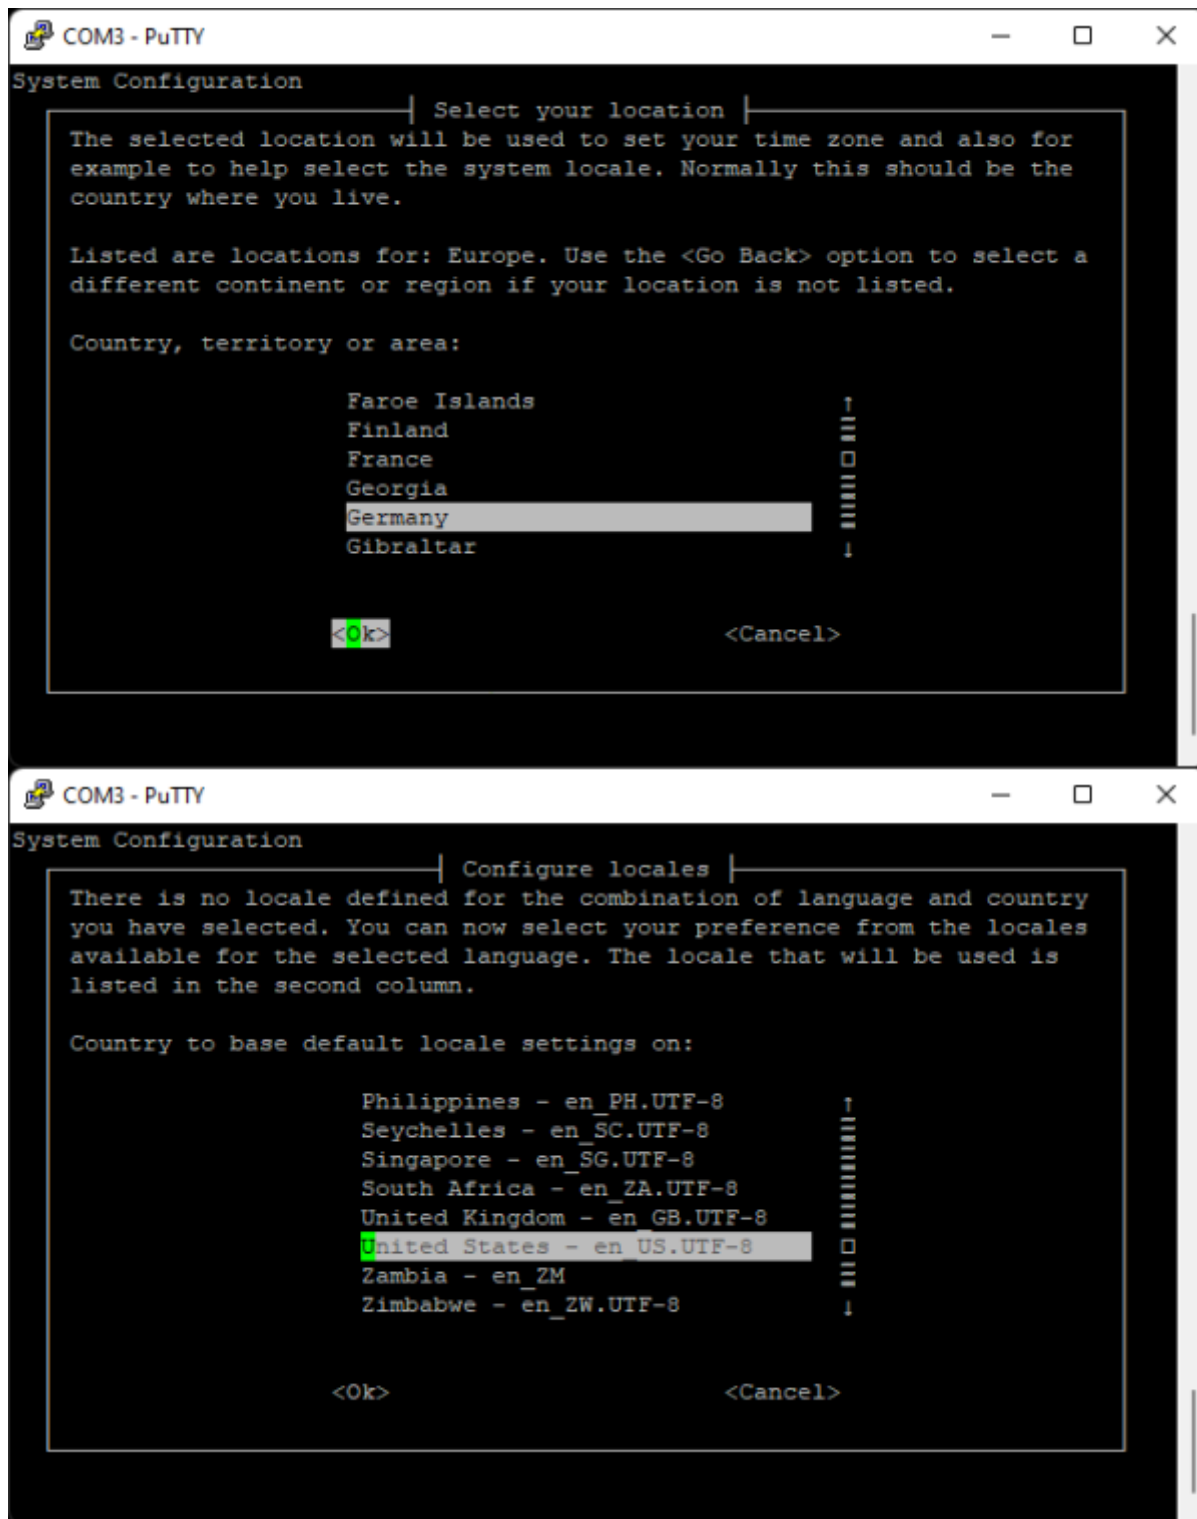 COM3 - PuTTY
System Configuration
Select your location
The selected location will be used to set your time zone and also for
example to help select the system locale. Normally this should be the
country where you live.
Listed are locations for: Europe. Use the <Go Back> option to select a
different continent or region if your location is not listed.
Country, territory or area:
Faroe Islands
Finland
France
Georgia
Germany
Gibraltar
<Ok> <Cancel>
COM3 - PuTTY
System Configuration
Configure locales
There is no locale defined for the combination of language and country
you have selected. You can now select your preference from the locales
available for the selected language. The locale that will be used is
listed in the second column.
Country to base default locale settings on:
Philippines - en_PH.UTF-8
Seychelles - en_SC.UTF-8
Singapore - en_SG.UTF-8
South Africa - en_ZA.UTF-8
United Kingdom - en_GB.UTF-8
United States - en_US.UTF-8
Zambia - en_ZM
Zimbabwe - en_ZW.UTF-8
<Ok> <Cancel>